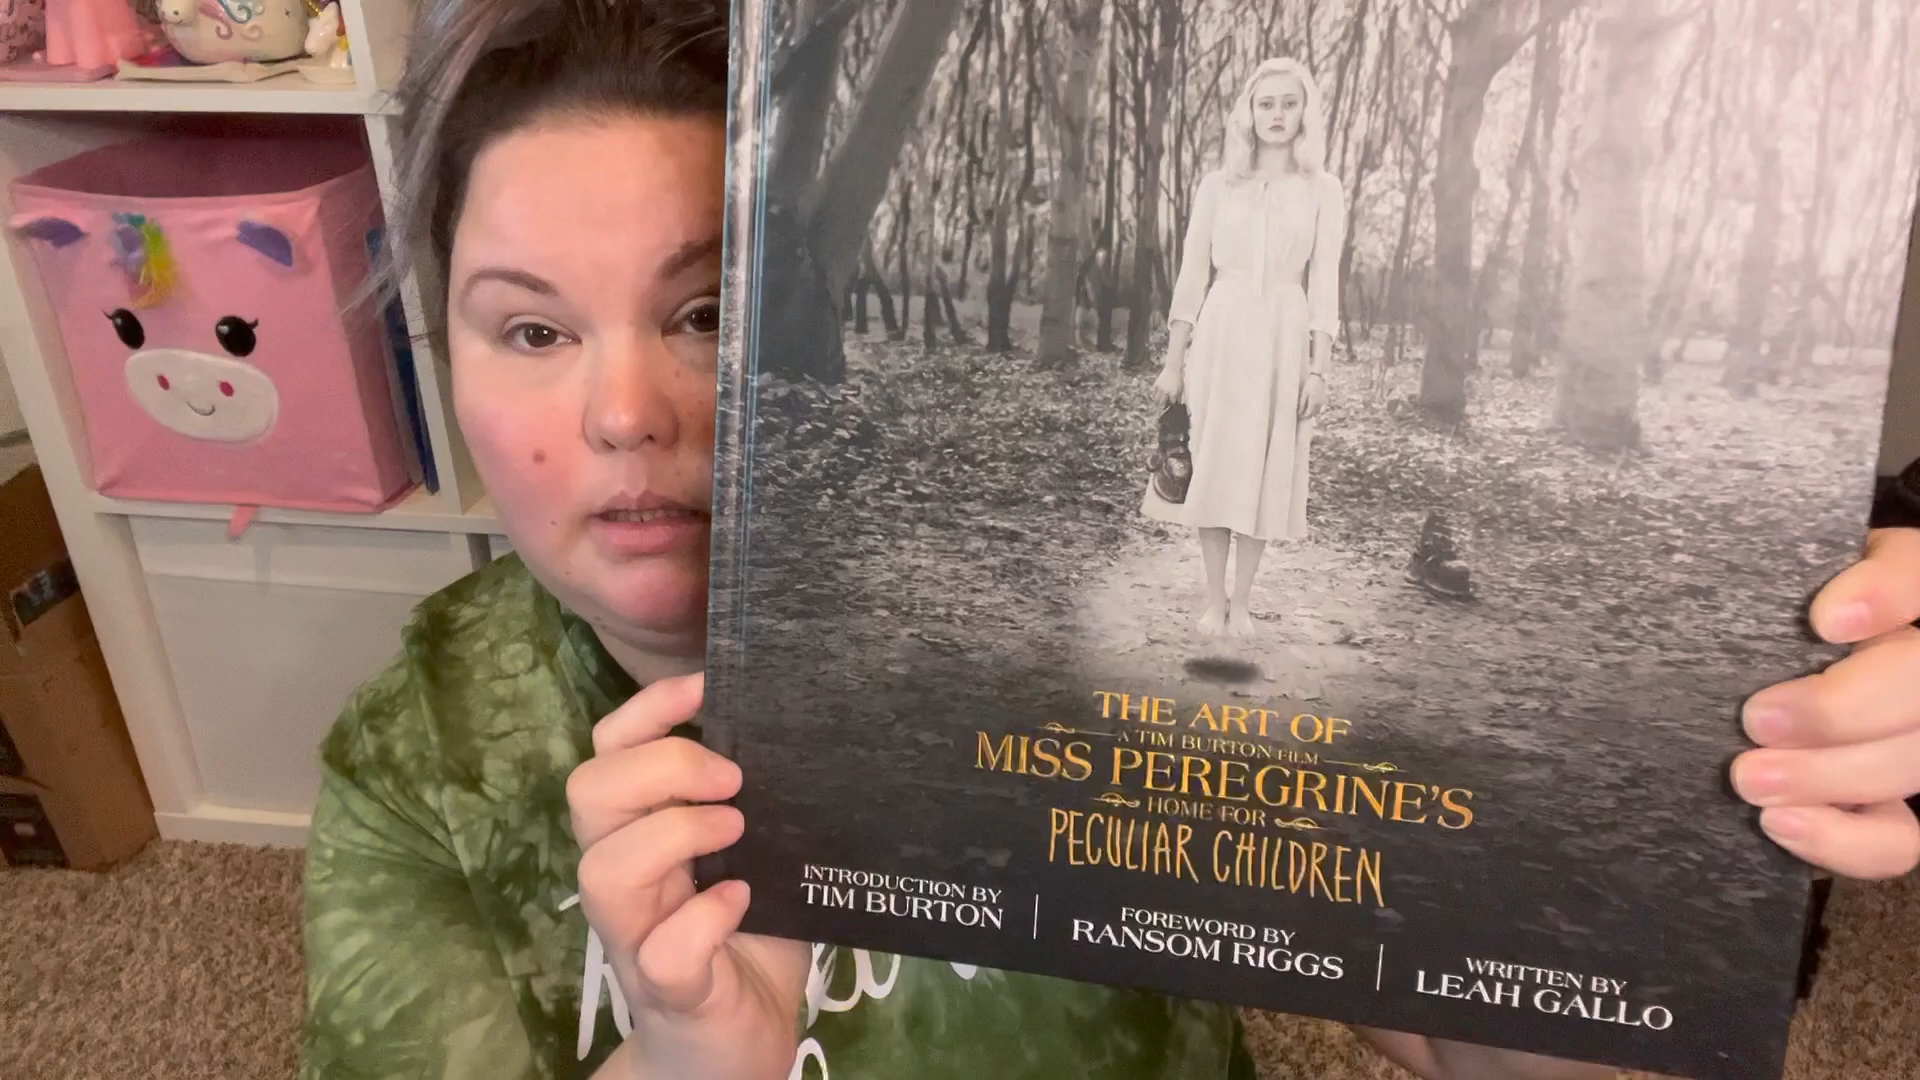 THE ART OF
A TIM BURTON FILM
MISS PEREGRINE'S
HOME FOR
PECULIAR CHILDREN
INTRODUCTION BY
TIM BURTON
FOREWORD BY
RANSOM RIGGS
WRITTEN BY
LEAH GALLO